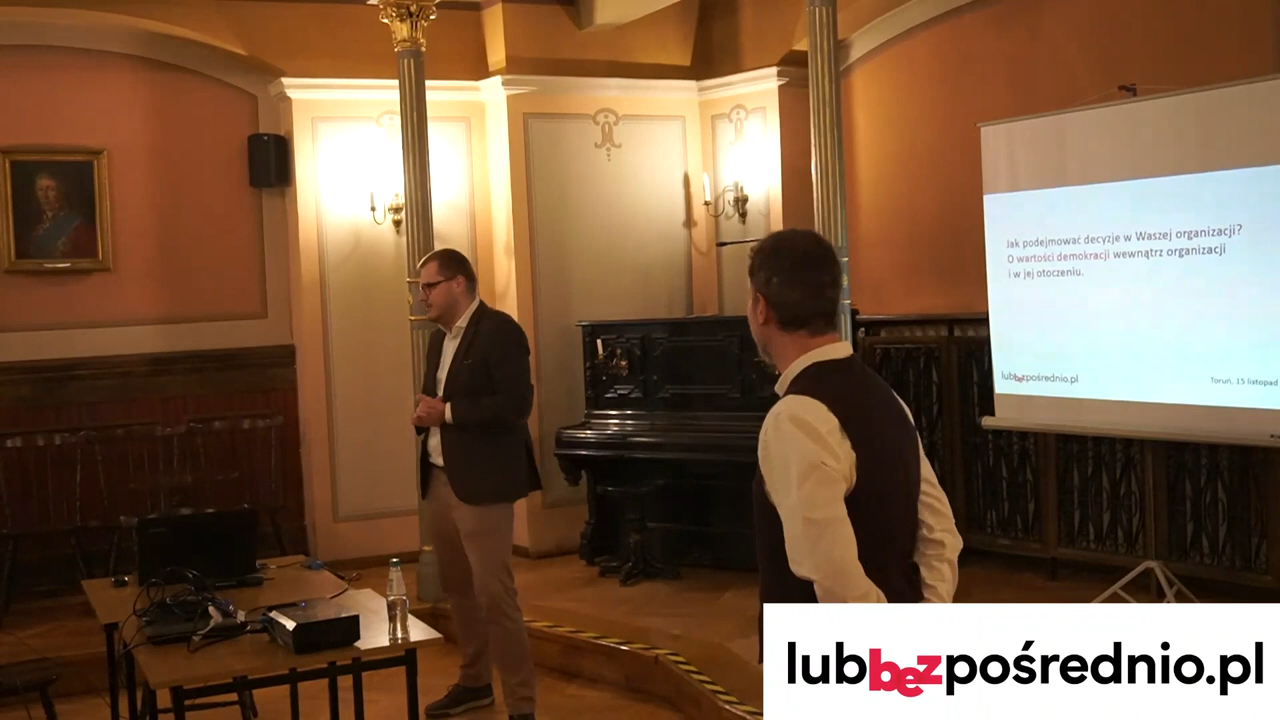 Jak podejmować decyzje w Waszej organizacji?
O wartości demokracji wewnątrz organizacji
i w jej otoczeniu.
lubbezpośrednio.pl
Toruń, 15 listopad
lubbezpośrednio.pl